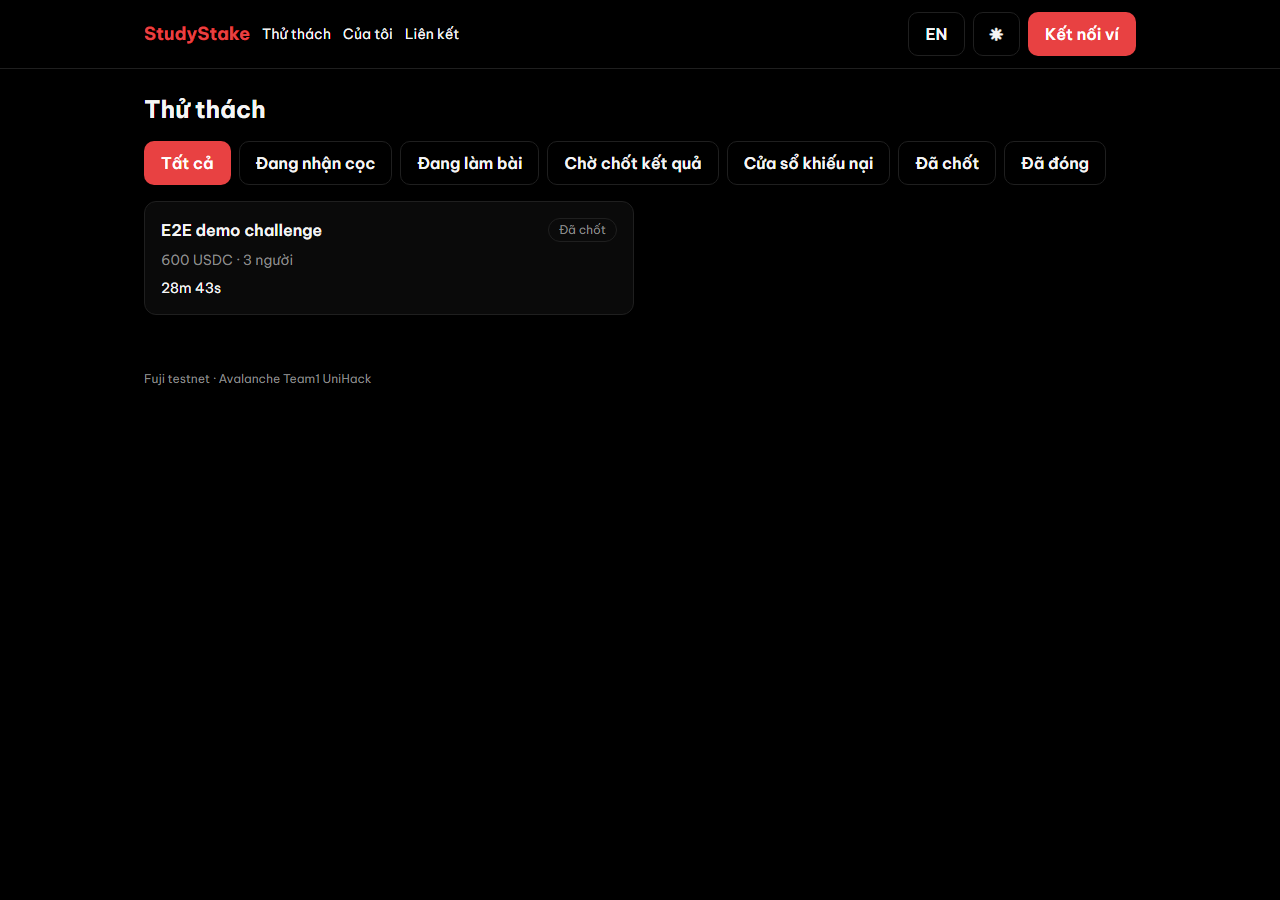 StudyStake Thử thách Của tôi Liên kết EN Kết nối ví
Thử thách
Tất cả Đang nhận cọc Đang làm bài Chờ chốt kết quả Cửa sổ khiếu nại Đã chốt Đã đóng
E2E demo challenge Đã chốt
600 USDC · 3 người
28m 43s
Fuji testnet · Avalanche Team1 UniHack